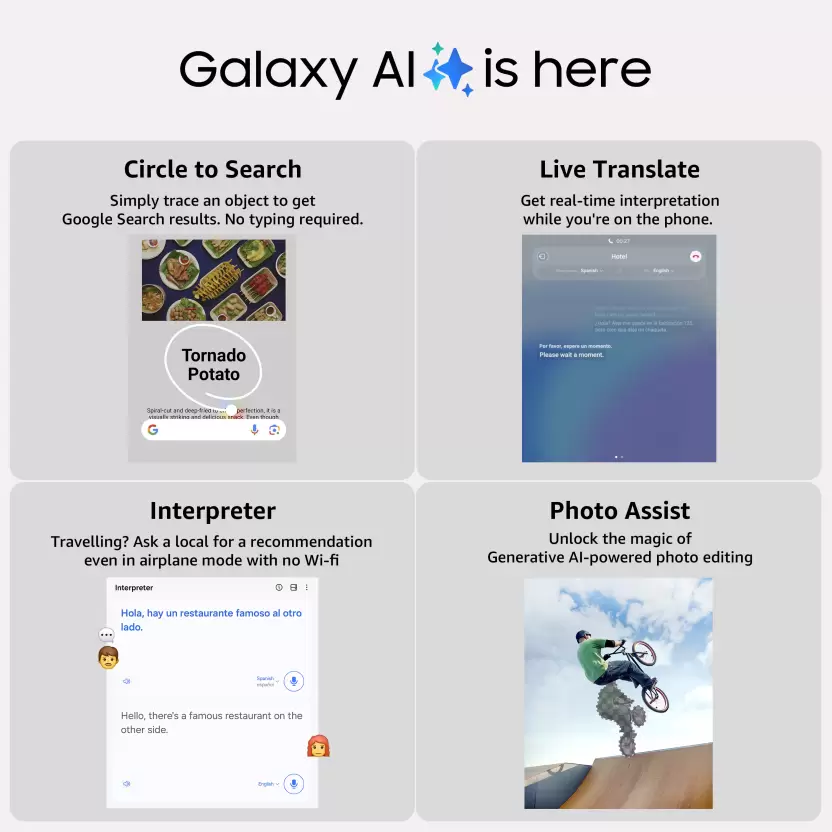 Galaxy AI is here
Circle to Search
Simply trace an object to get
Google Search results. No typing required.
Tornado
Potato
Spiral-cut and deep-fried to perfection, it is a
visually striking and delicious snack. Even though
Live Translate
Get real-time interpretation
while you're on the phone.
00:27
Hotel
Spanish
English
Por favor, espere un momento.
Please wait a moment.
Interpreter
Travelling? Ask a local for a recommendation
even in airplane mode with no Wi-fi
Interpreter
Hola, hay un restaurante famoso al otro
lado.
Spanish
español
Hello, there's a famous restaurant on the
other side.
English
Photo Assist
Unlock the magic of
Generative AI-powered photo editing